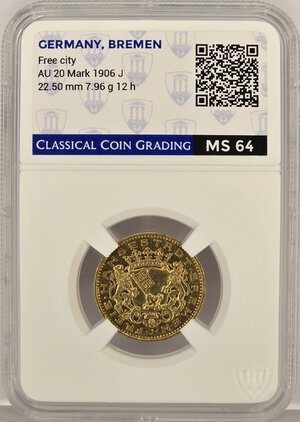 GERMANY, BREMEN
Free city
AU 20 Mark 1906 J
22.50 mm 7.96 g 12 h
CLASSICAL COIN GRADING MS 64